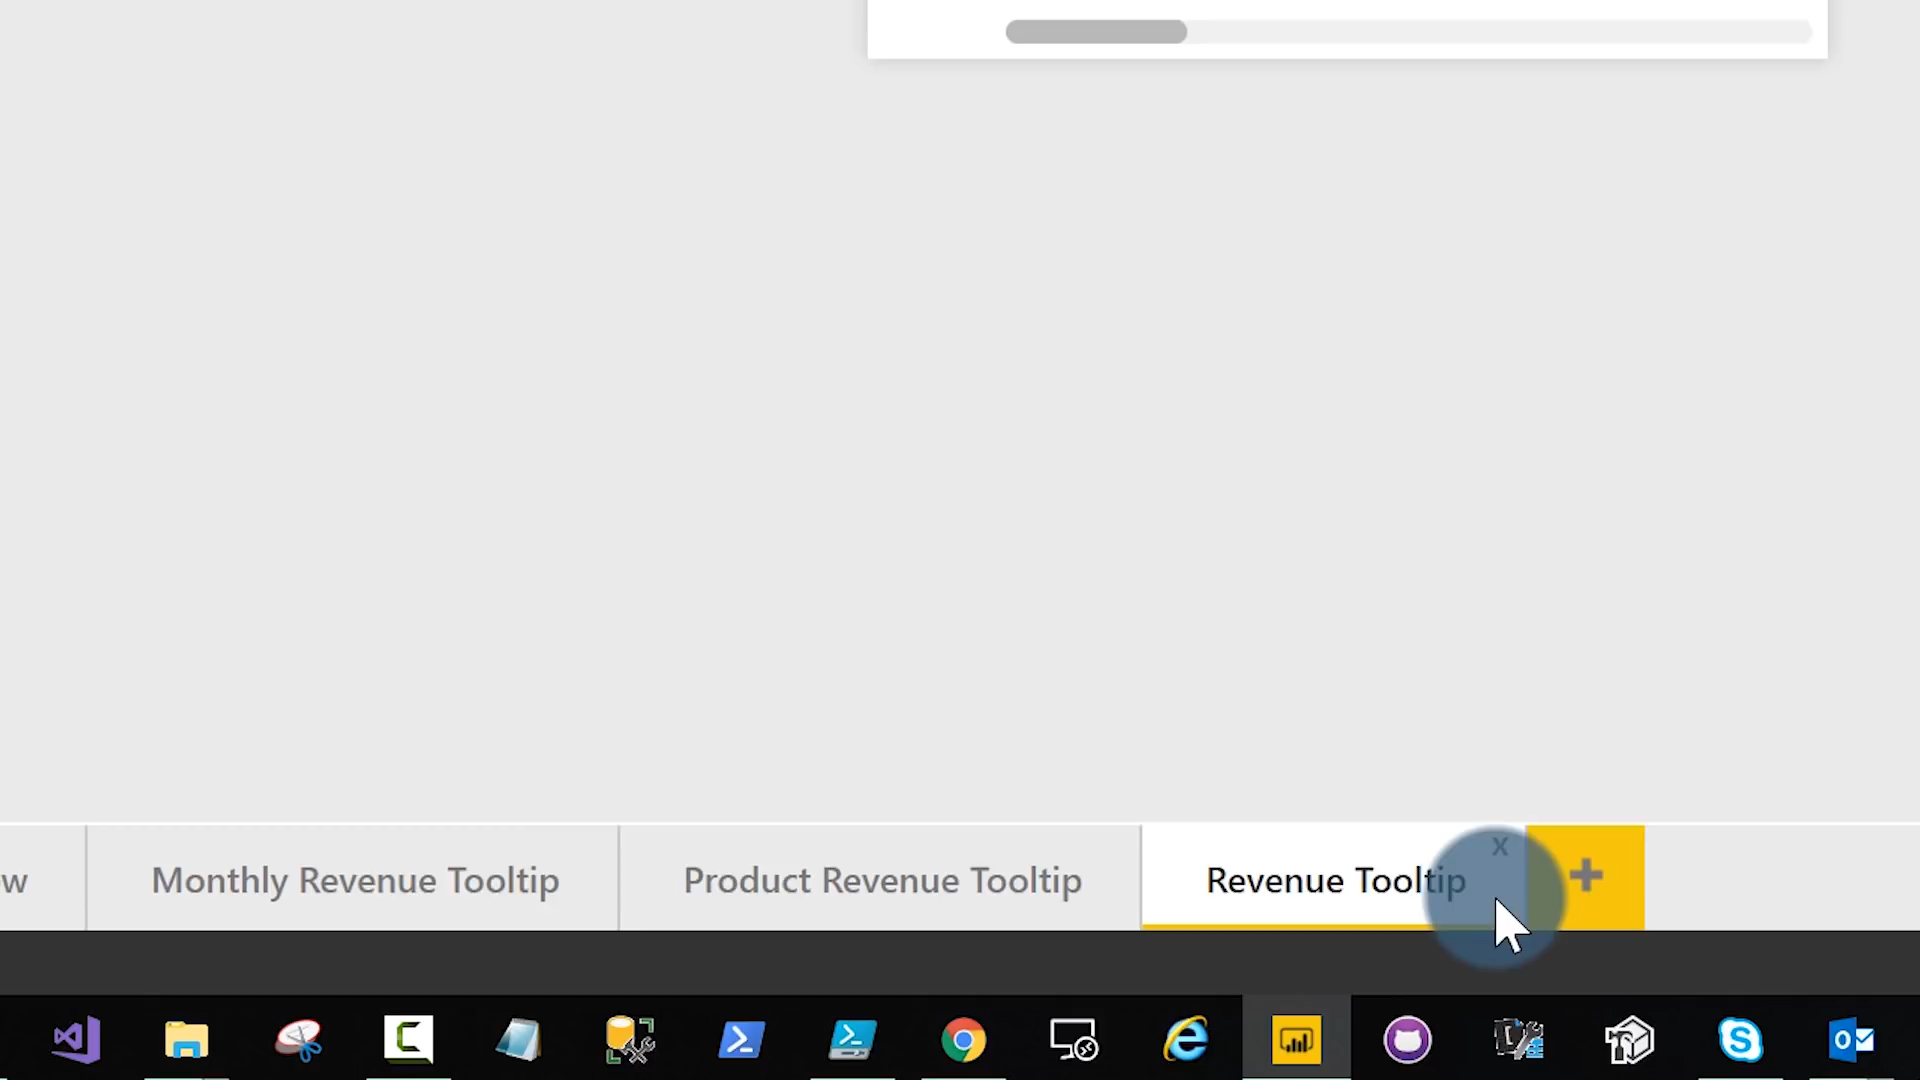 w
Monthly Revenue Tooltip
Product Revenue Tooltip
Revenue Tooltip
x
+